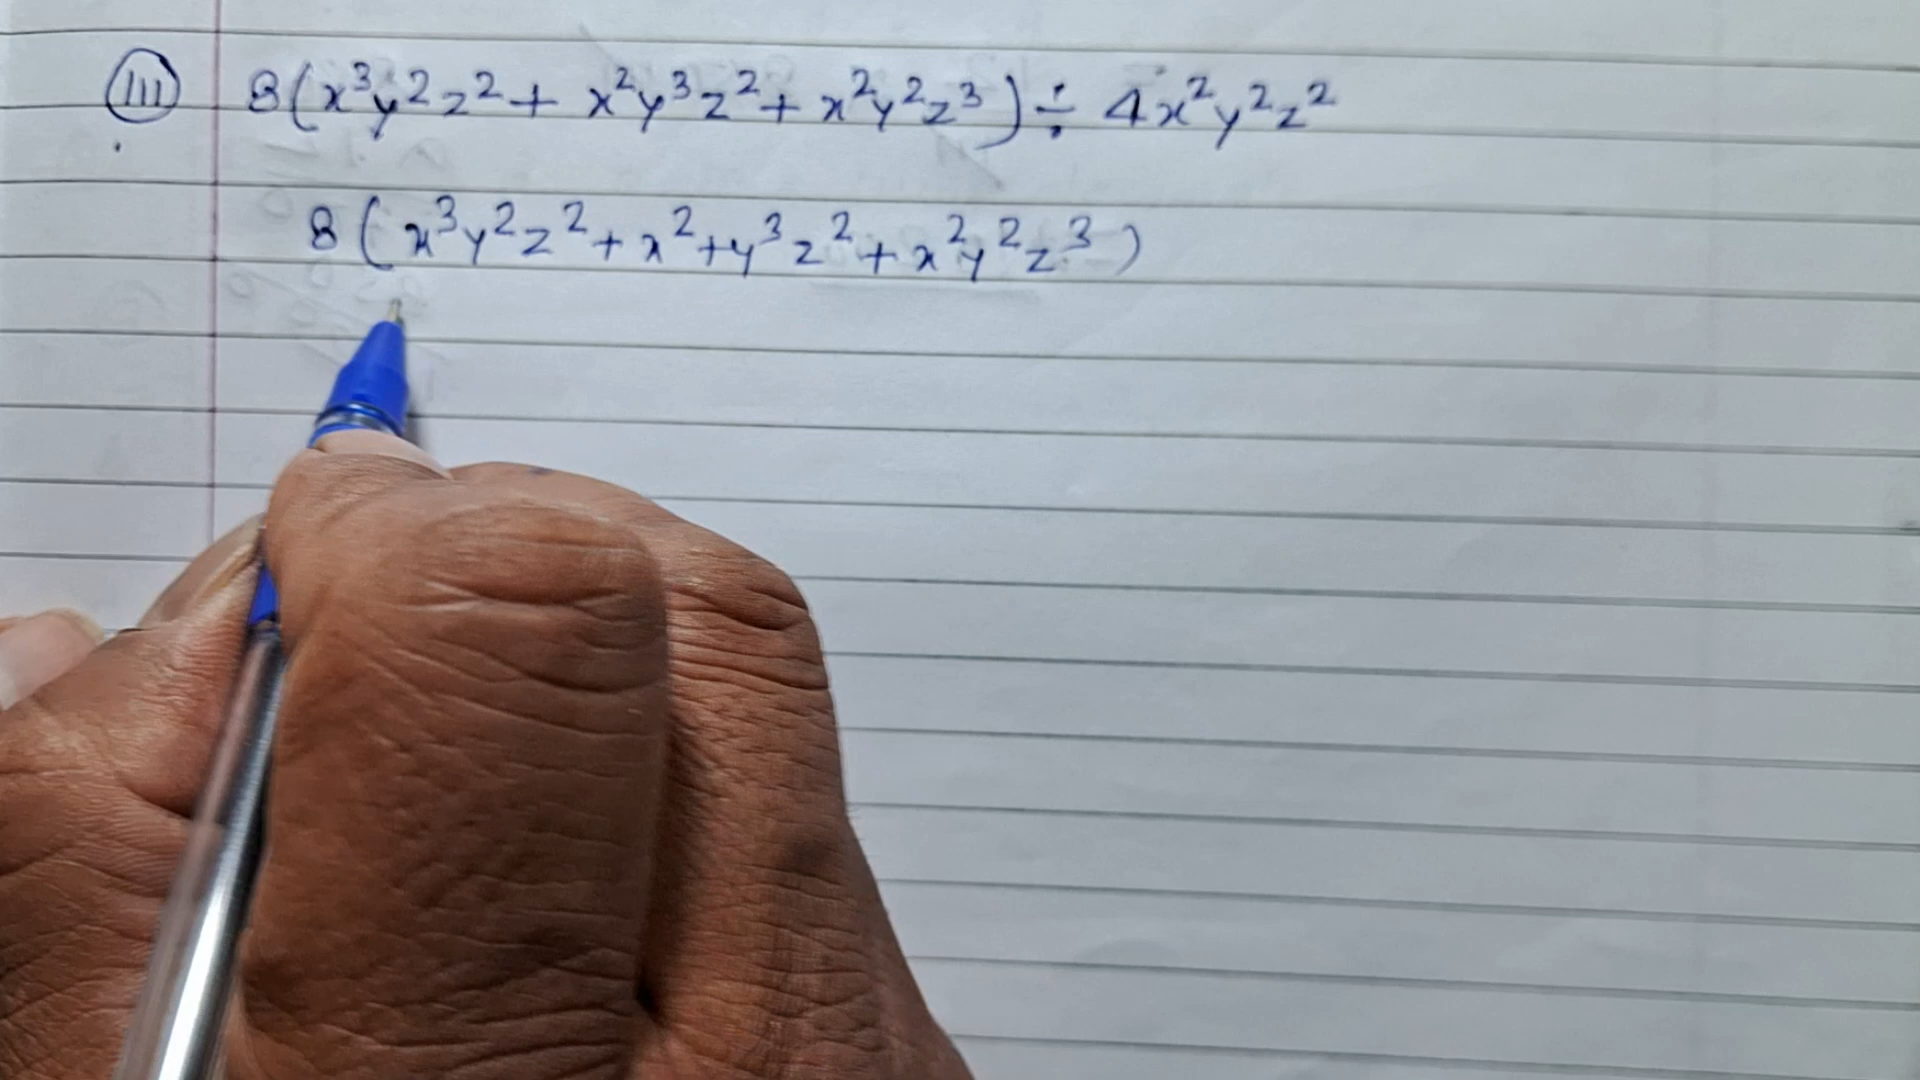 (III) 8(x³y²z² + x²y³z² + x²y²z³) ÷ 4x²y²z²
8(x³y²z² + x² + y³z² + x²y²z³)